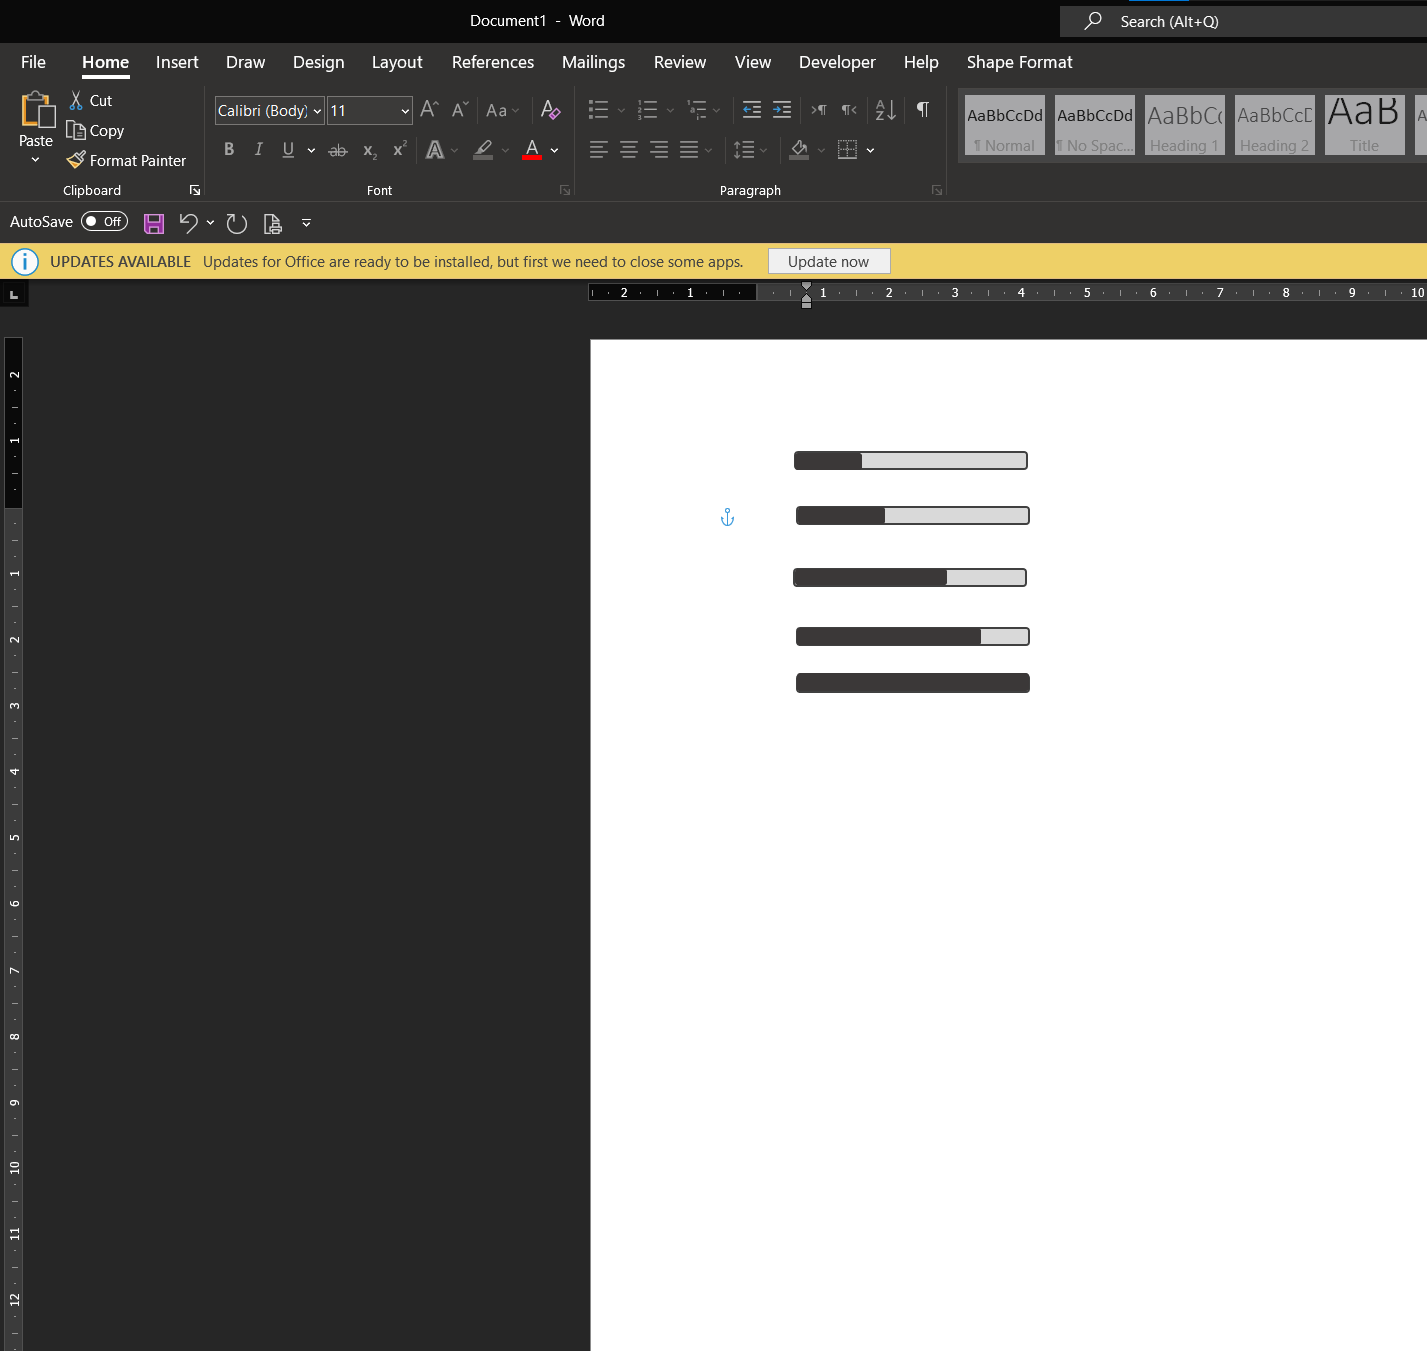 Document1 - Word
Search (Alt+Q)
File Home Insert Draw Design Layout References Mailings Review View Developer Help Shape Format
Paste
Cut
Copy
Format Painter
Clipboard
Calibri (Body) 11
Font
Paragraph
AaBbCcDd
¶ Normal
AaBbCcDd
¶ No Spac...
AaBbCc
Heading 1
AaBbCcD
Heading 2
AaB
Title
AutoSave Off
UPDATES AVAILABLE Updates for Office are ready to be installed, but first we need to close some apps. Update now
2 1 1 2 3 4 5 6 7 8 9 10
2
1
1
2
3
4
5
6
7
8
9
10
11
12